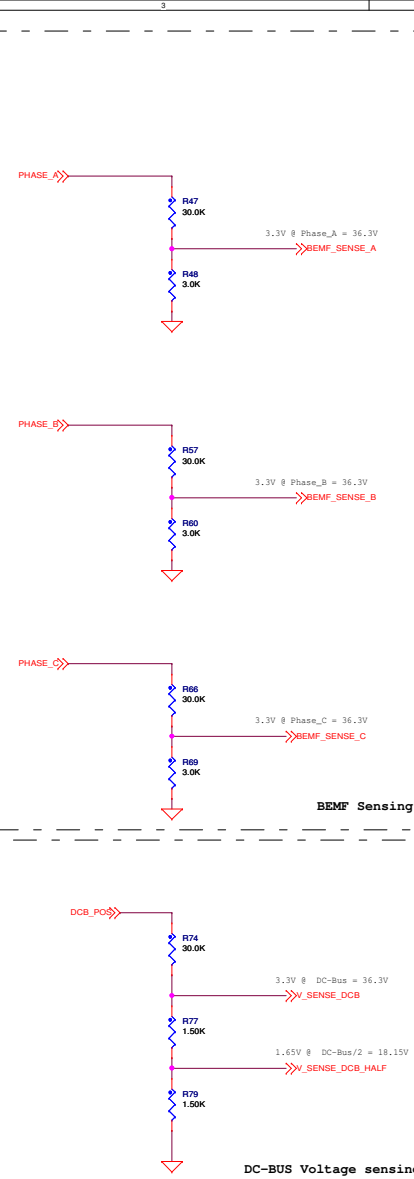 3
PHASE_A
R47
30.0K
3.3V @ Phase_A = 36.3V
BEMF_SENSE_A
R48
3.0K
PHASE_B
R57
30.0K
3.3V @ Phase_B = 36.3V
BEMF_SENSE_B
R60
3.0K
PHASE_C
R66
30.0K
3.3V @ Phase_C = 36.3V
BEMF_SENSE_C
R69
3.0K
BEMF Sensing
DCB_POS
R74
30.0K
3.3V @ DC-Bus = 36.3V
V_SENSE_DCB
R77
1.50K
1.65V @ DC-Bus/2 = 18.15V
V_SENSE_DCB_HALF
R79
1.50K
DC-BUS Voltage sensing